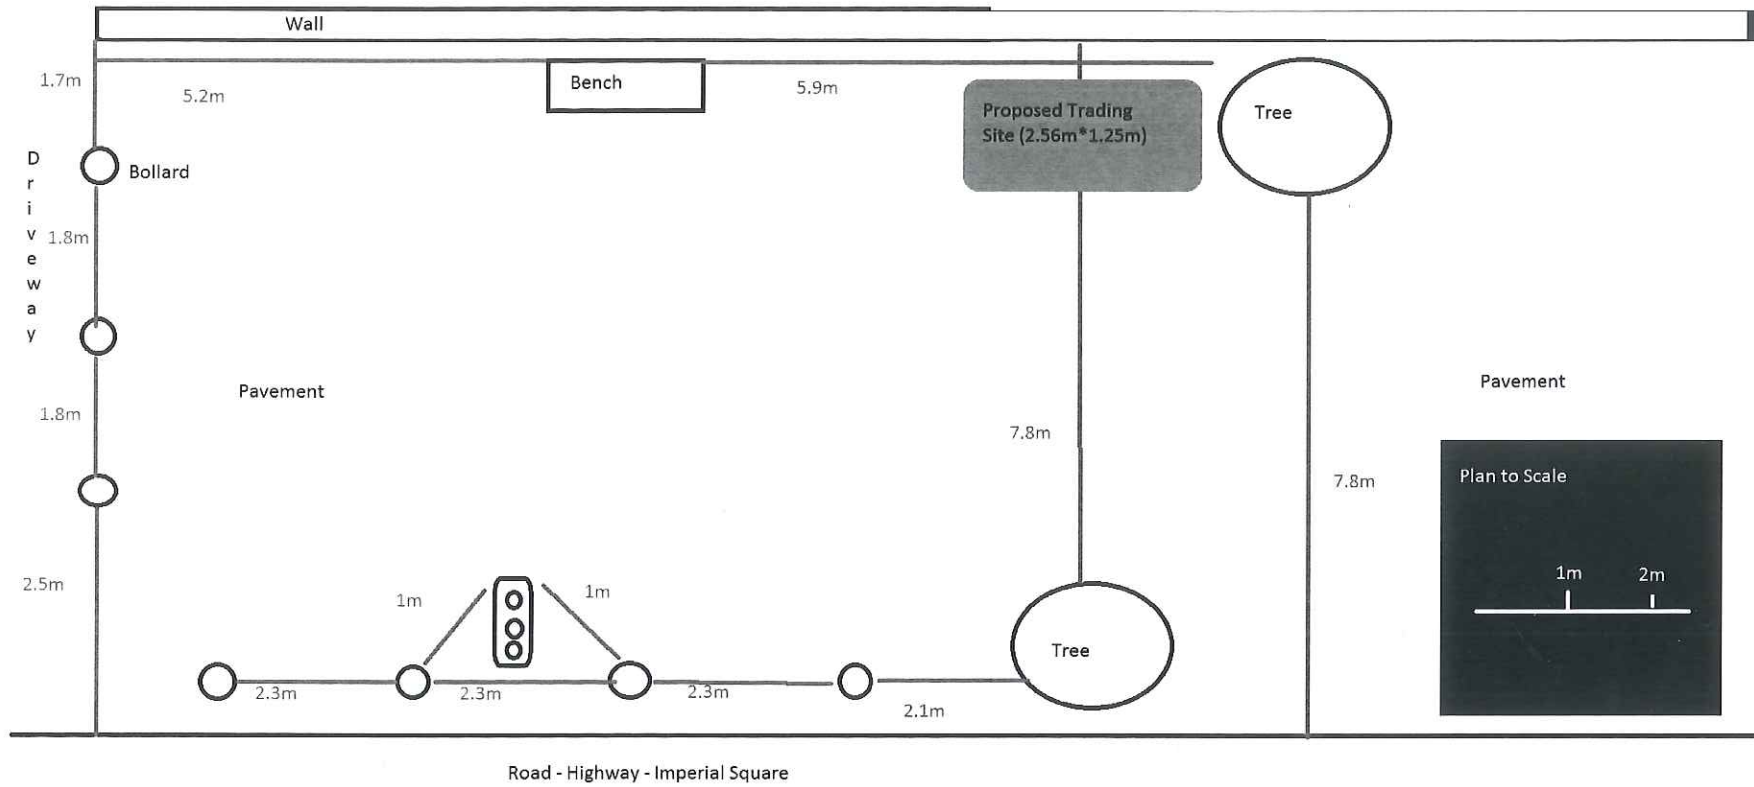 Wall
1.7m
5.2m
Bench
5.9m
Proposed Trading
Site (2.56m*1.25m)
Tree
Driveway
Bollard
1.8m
Pavement
1.8m
7.8m
Pavement
7.8m
Plan to Scale
1m
2m
2.5m
1m
1m
Tree
2.3m
2.3m
2.3m
2.1m
Road - Highway - Imperial Square